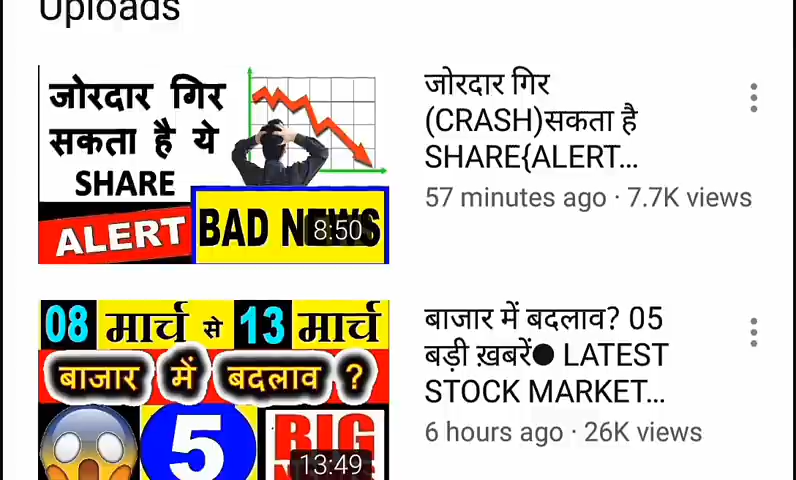 Uploads
जोरदार गिर
सकता है ये
SHARE
ALERT
BAD NEWS
8:50
जोरदार गिर
(CRASH)सकता है
SHARE{ALERT...
57 minutes ago · 7.7K views
08 मार्च से 13 मार्च
बाजार में बदलाव ?
5
BIG
13:49
बाजार में बदलाव? 05
बड़ी ख़बरें● LATEST
STOCK MARKET...
6 hours ago · 26K views